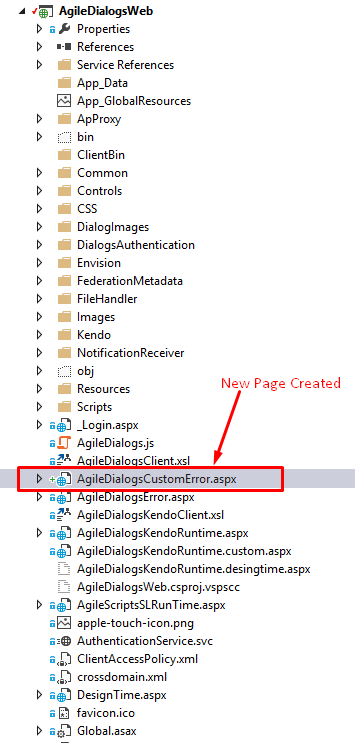 AgileDialogsWeb
Properties
References
Service References
App_Data
App_GlobalResources
ApProxy
bin
ClientBin
Common
Controls
CSS
DialogImages
DialogsAuthentication
Envision
FederationMetadata
FileHandler
Images
Kendo
NotificationReceiver
obj
Resources
New Page Created
Scripts
_Login.aspx
AgileDialogs.js
AgileDialogsClient.xsl
AgileDialogsCustomError.aspx
AgileDialogsError.aspx
AgileDialogsKendoClient.xsl
AgileDialogsKendoRuntime.aspx
AgileDialogsKendoRuntime.custom.aspx
AgileDialogsKendoRuntime.desingtime.aspx
AgileDialogsWeb.csproj.vspscc
AgileScriptsSLRunTime.aspx
apple-touch-icon.png
AuthenticationService.svc
ClientAccessPolicy.xml
crossdomain.xml
DesignTime.aspx
favicon.ico
Global.asax